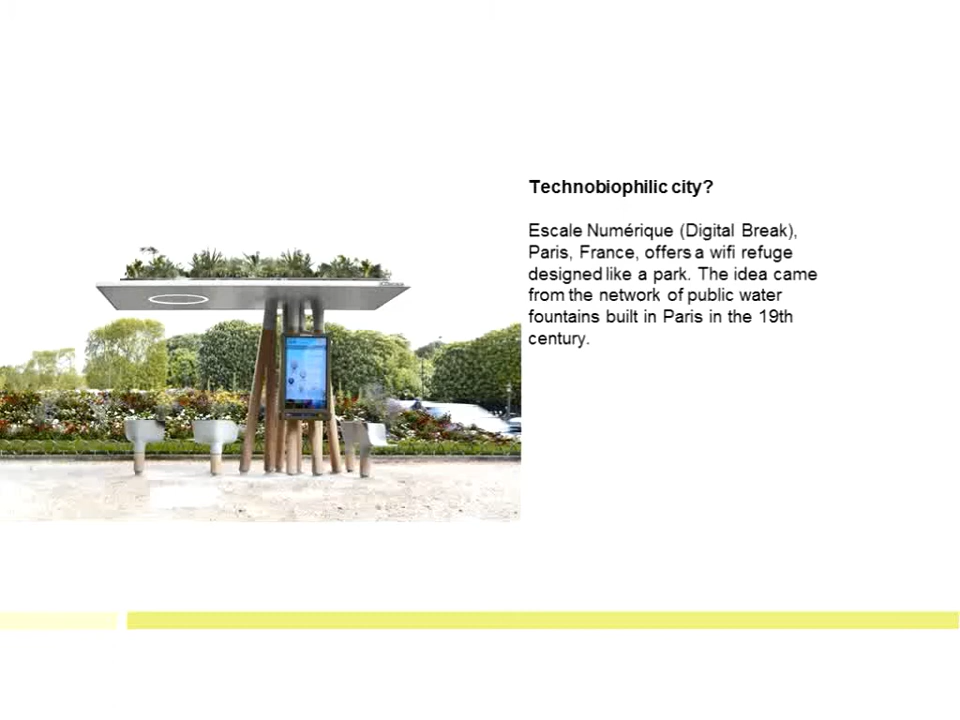 Technobiophilic city?
Escale Numérique (Digital Break),
Paris, France, offers a wifi refuge
designed like a park. The idea came
from the network of public water
fountains built in Paris in the 19th
century.